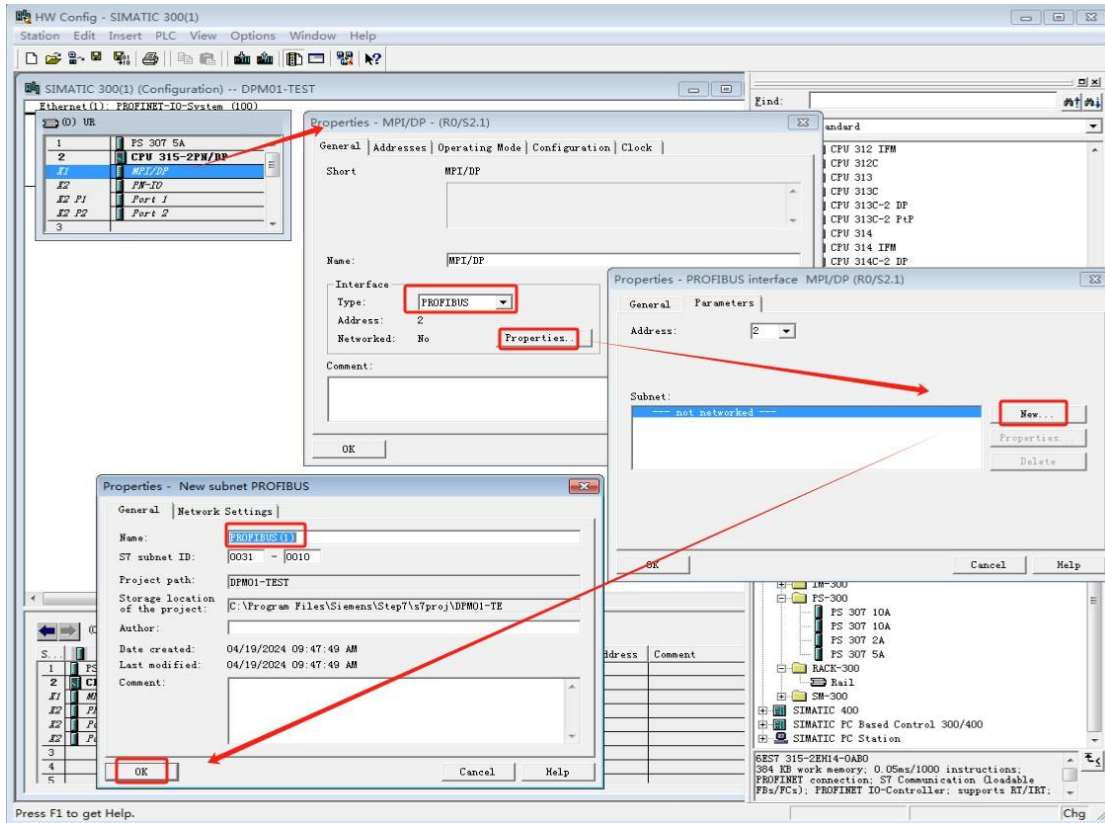 HW Config - SIMATIC 300(1)
Station Edit Insert PLC View Options Window Help
SIMATIC 300(1) (Configuration) -- DPM01-TEST
Ethernet(1): PROFINET-IO-System (100)
(0) UR
1 PS 307 5A
2 CPU 315-2PN/DP
X1 MPI/DP
X2 PN-IO
X2 P1 Port 1
X2 P2 Port 2
3
Properties - MPI/DP - (R0/S2.1)
General Addresses Operating Mode Configuration Clock
Short MPI/DP
Name: MPI/DP
Interface
Type: PROFIBUS
Address: 2
Networked: No Properties..
Comment:
OK
Find:
andard
CPU 312 IFM
CPU 312C
CPU 313
CPU 313C
CPU 313C-2 DP
CPU 313C-2 PtP
CPU 314
CPU 314 IFM
CPU 314C-2 DP
Properties - PROFIBUS interface MPI/DP (R0/S2.1)
General Parameters
Address: 2
Subnet:
--- not networked ---
New...
Properties...
Delete
OK Cancel Help
Properties - New subnet PROFIBUS
General Network Settings
Name: PROFIBUS(1)
S7 subnet ID: 0031 - 0010
Project path: DPM01-TEST
Storage location
of the project: C:\Program Files\Siemens\Step7\s7proj\DPM01-TE
Author:
Date created: 04/19/2024 09:47:49 AM
Last modified: 04/19/2024 09:47:49 AM
Comment:
OK Cancel Help
S...
1 PS
2
X1
X2
X2
X2
3
4
5
ddress Comment
IM-300
PS-300
PS 307 10A
PS 307 10A
PS 307 2A
PS 307 5A
RACK-300
Rail
SM-300
SIMATIC 400
SIMATIC PC Based Control 300/400
SIMATIC PC Station
6ES7 315-2EH14-0AB0
384 KB work memory; 0.05ms/1000 instructions;
PROFINET connection; S7 Communication (loadable
FBs/FCs); PROFINET IO-Controller; supports RT/IRT;
Press F1 to get Help.
Chg